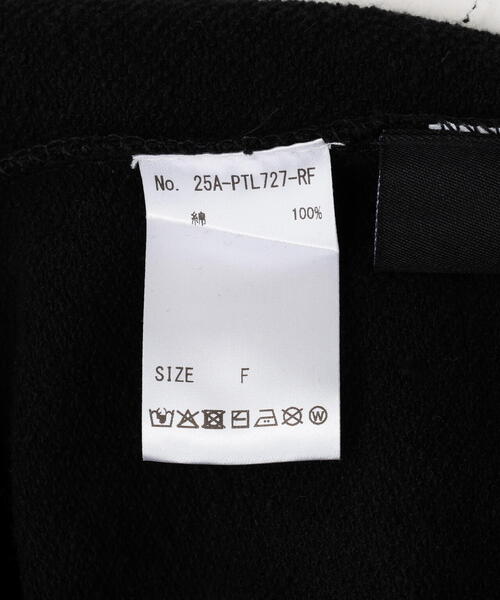 No. 25A-PTL727-RF
綿 100%
SIZE F
W